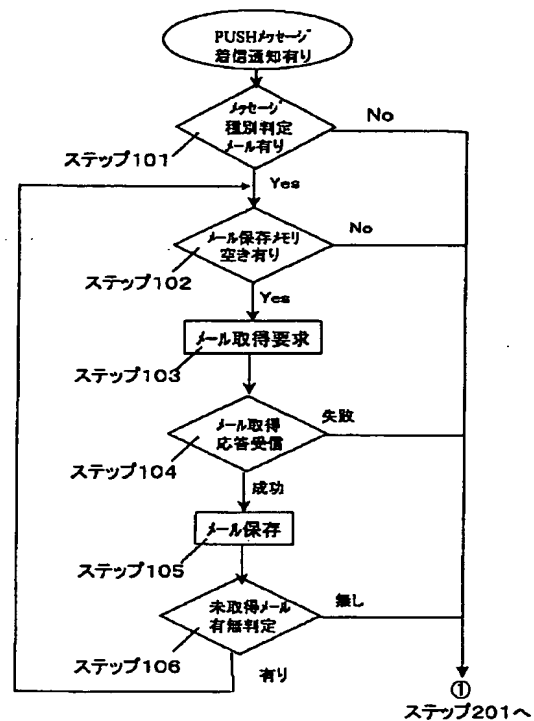 PUSHメッセージ
着信通知有り
メッセージ
種別判定
メール有り
No
ステップ101
Yes
メール保存メモリ
空き有り
No
ステップ102
Yes
メール取得要求
ステップ103
メール取得
応答受信
失敗
ステップ104
成功
メール保存
ステップ105
未取得メール
有無判定
無し
ステップ106
有り
①
ステップ201へ